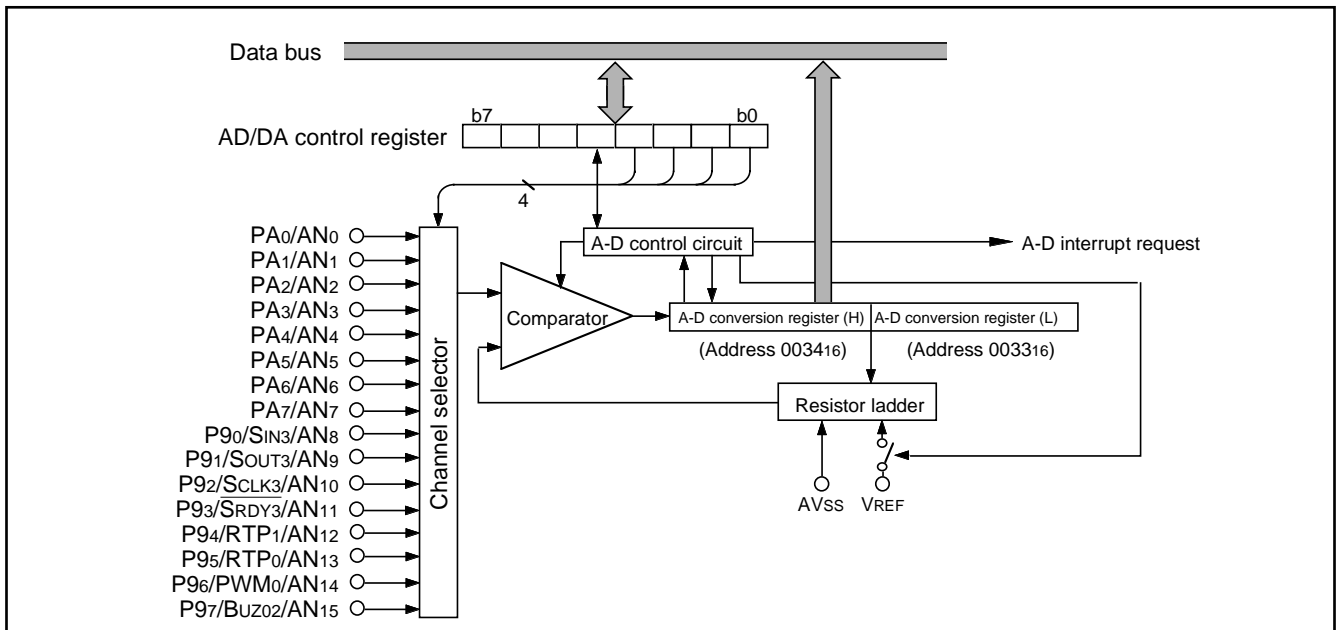 Data bus
b7 b0
AD/DA control register
4
PA0/AN0
A-D control circuit
A-D interrupt request
PA1/AN1
PA2/AN2
PA3/AN3
Comparator
A-D conversion register (H)
A-D conversion register (L)
PA4/AN4
(Address 003416)
(Address 003316)
PA5/AN5
PA6/AN6
PA7/AN7
Resistor ladder
Channel selector
P90/SIN3/AN8
P91/SOUT3/AN9
P92/SCLK3/AN10
P93/SRDY3/AN11
AVSS
VREF
P94/RTP1/AN12
P95/RTP0/AN13
P96/PWM0/AN14
P97/BUZ02/AN15